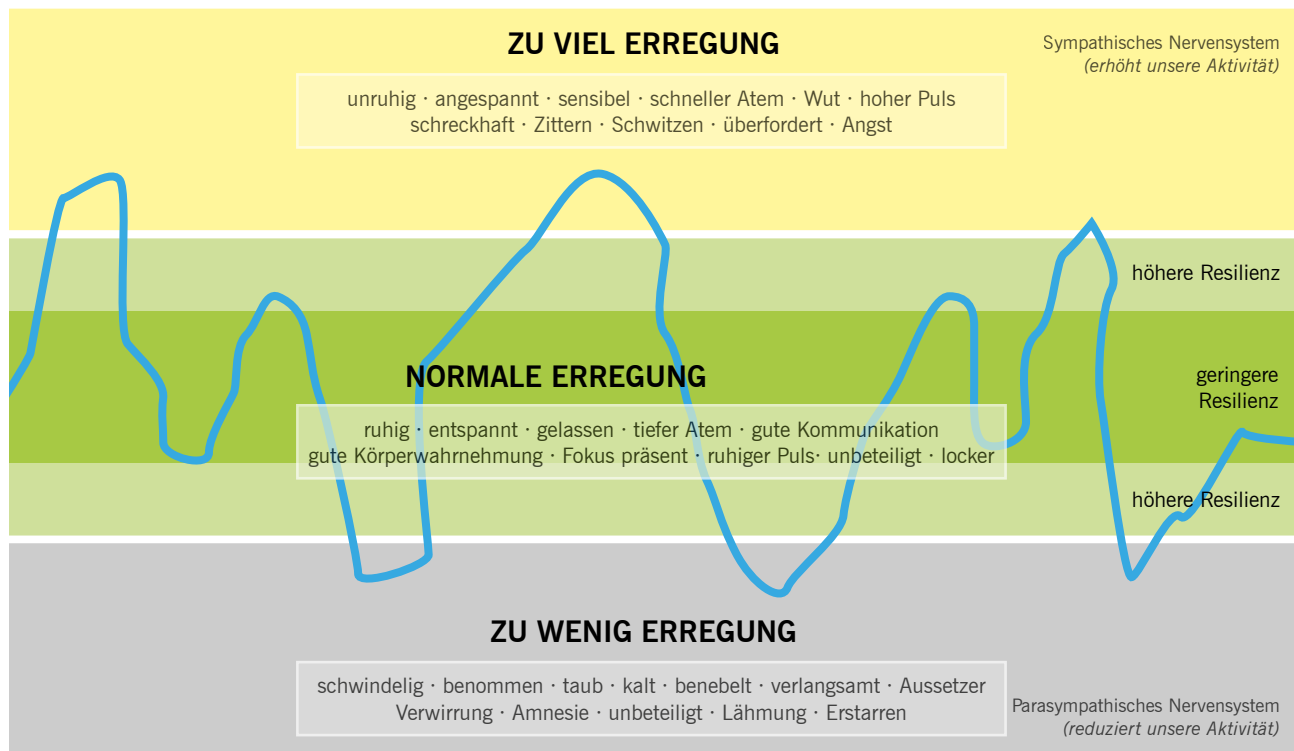 ZU VIEL ERREGUNG
Sympathisches Nervensystem
(erhöht unsere Aktivität)
unruhig · angespannt · sensibel · schneller Atem · Wut · hoher Puls
schreckhaft · Zittern · Schwitzen · überfordert · Angst
höhere Resilienz
NORMALE ERREGUNG
geringere
Resilienz
ruhig · entspannt · gelassen · tiefer Atem · gute Kommunikation
gute Körperwahrnehmung · Fokus präsent · ruhiger Puls· unbeteiligt · locker
höhere Resilienz
ZU WENIG ERREGUNG
schwindelig · benommen · taub · kalt · benebelt · verlangsamt · Aussetzer
Verwirrung · Amnesie · unbeteiligt · Lähmung · Erstarren
Parasympathisches Nervensystem
(reduziert unsere Aktivität)